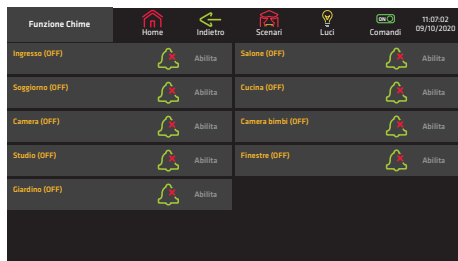 Funzione Chime
Home
Indietro
Scenari
Luci
ON
Comandi
11:07:02
09/10/2020
Ingresso (OFF)
Abilita
Salone (OFF)
Abilita
Soggiorno (OFF)
Abilita
Cucina (OFF)
Abilita
Camera (OFF)
Abilita
Camera bimbi (OFF)
Abilita
Studio (OFF)
Abilita
Finestre (OFF)
Abilita
Giardino (OFF)
Abilita